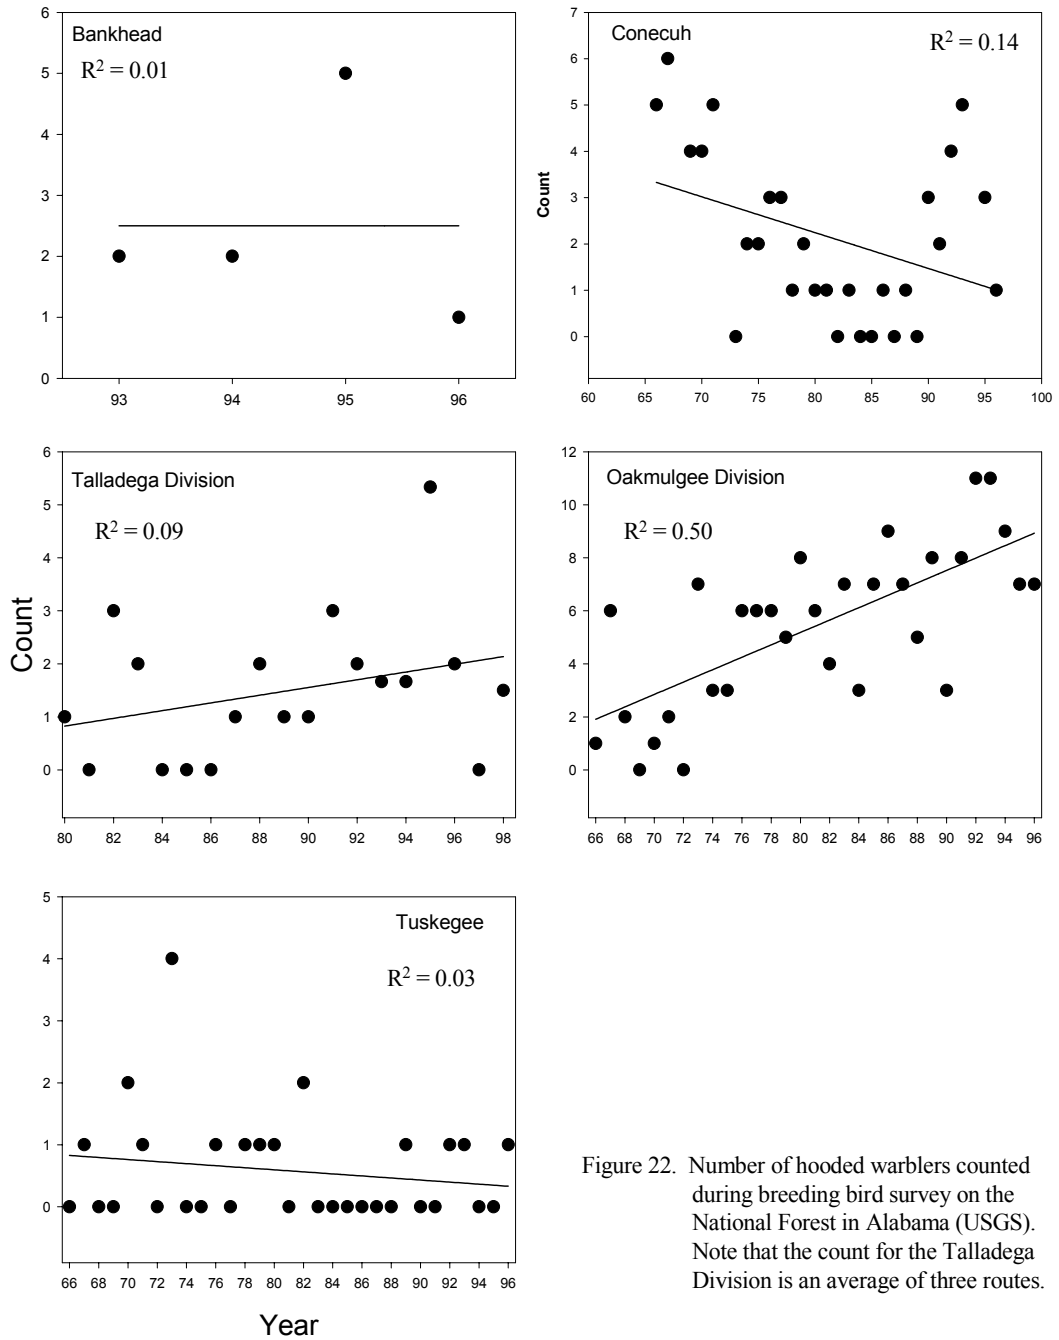 Bankhead
R² = 0.01
6
5
4
3
2
1
0
93 94 95 96
Conecuh
R² = 0.14
Count
7
6
5
4
3
2
1
0
60 65 70 75 80 85 90 95 100
Talladega Division
R² = 0.09
Count
6
5
4
3
2
1
0
80 82 84 86 88 90 92 94 96 98
Oakmulgee Division
R² = 0.50
12
10
8
6
4
2
0
66 68 70 72 74 76 78 80 82 84 86 88 90 92 94 96
Tuskegee
R² = 0.03
5
4
3
2
1
0
66 68 70 72 74 76 78 80 82 84 86 88 90 92 94 96
Year
Figure 22. Number of hooded warblers counted
during breeding bird survey on the
National Forest in Alabama (USGS).
Note that the count for the Talladega
Division is an average of three routes.